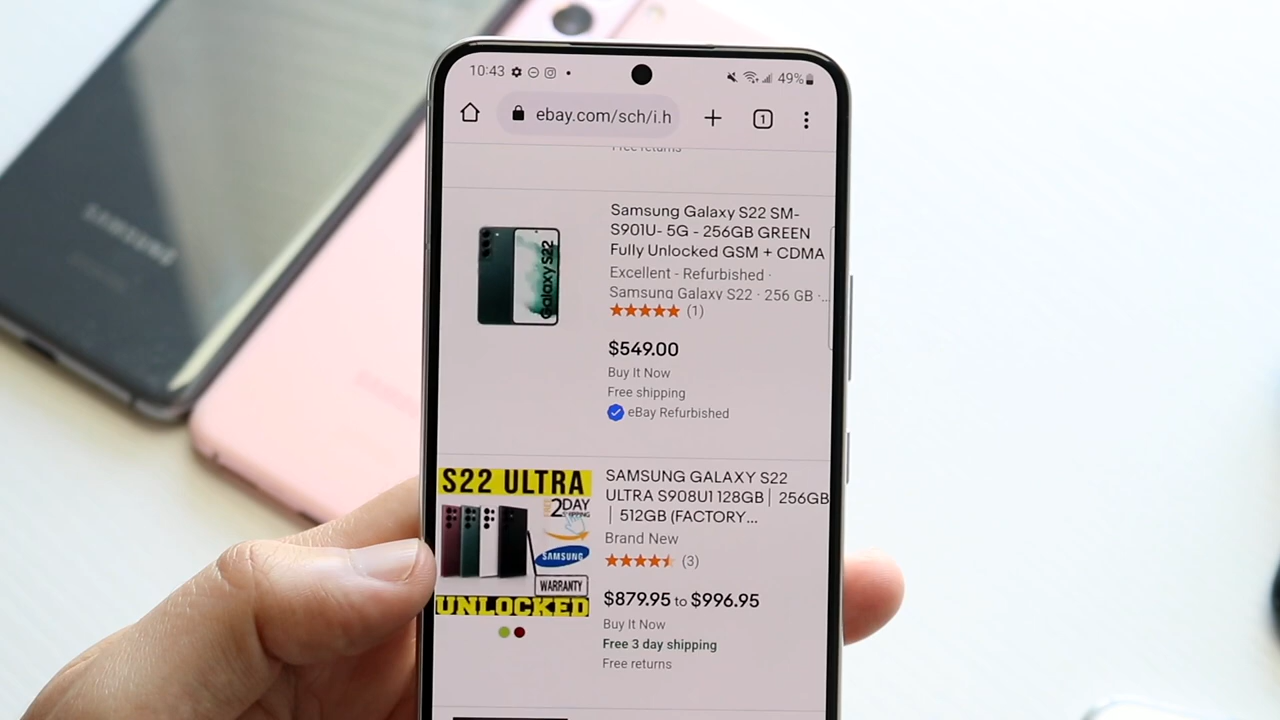 SAMSUNG
10:43
49%
ebay.com/sch/i.h
1
Free returns
Samsung Galaxy S22 SM-
S901U- 5G - 256GB GREEN
Fully Unlocked GSM + CDMA
Excellent - Refurbished ·
Samsung Galaxy S22 · 256 GB ·...
(1)
$549.00
Buy It Now
Free shipping
eBay Refurbished
Galaxy S22
S22 ULTRA
2DAY
SAMSUNG
WARRANTY
UNLOCKED
SAMSUNG GALAXY S22
ULTRA S908U1 128GB | 256GB
| 512GB (FACTORY...
Brand New
(3)
$879.95 to $996.95
Buy It Now
Free 3 day shipping
Free returns